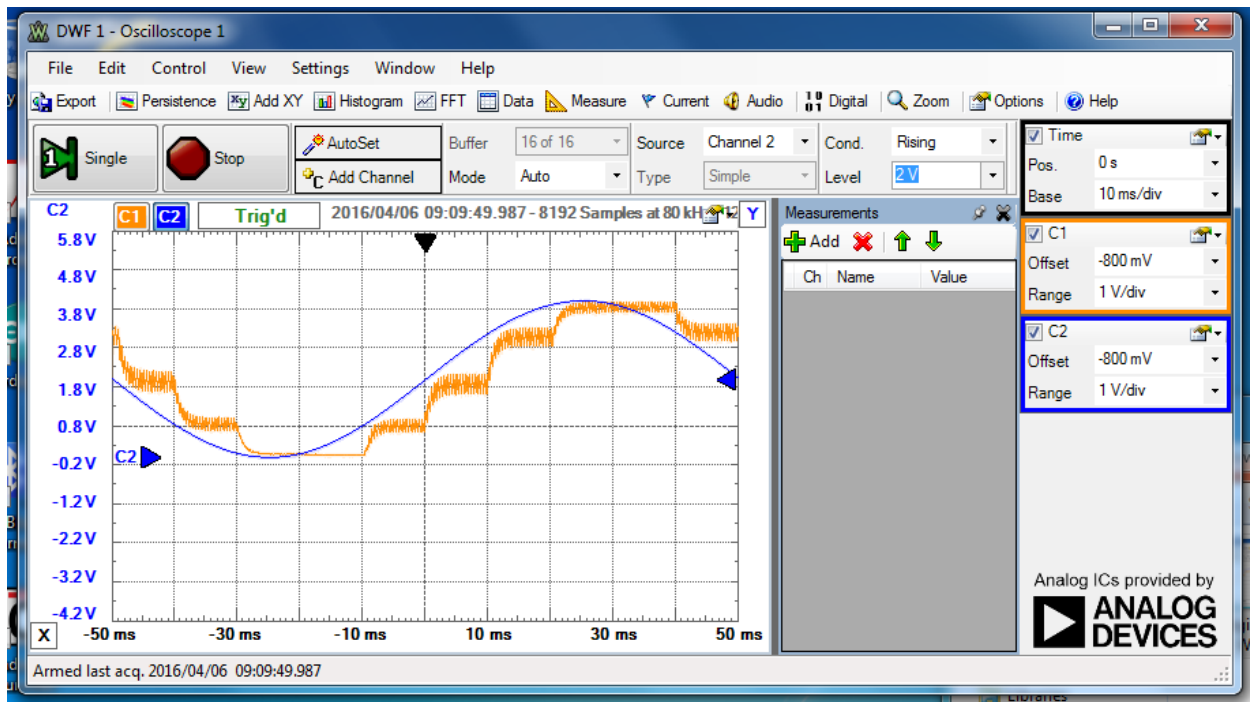 DWF 1 - Oscilloscope 1
File Edit Control View Settings Window Help
Export Persistence Xy Add XY Histogram FFT Data Measure Current Audio Digital Zoom Options Help
1 Single Stop AutoSet Buffer 16 of 16 Source Channel 2 Cond. Rising
C Add Channel Mode Auto Type Simple Level 2 V
Time
Pos. 0 s
Base 10 ms/div
C2 C1 C2 Trig'd 2016/04/06 09:09:49.987 - 8192 Samples at 80 kH Y
Measurements
Add
Ch Name Value
C1
Offset -800 mV
Range 1 V/div
C2
Offset -800 mV
Range 1 V/div
5.8 V
4.8 V
3.8 V
2.8 V
1.8 V
0.8 V
-0.2 V C2
-1.2 V
-2.2 V
-3.2 V
-4.2 V
X -50 ms -30 ms -10 ms 10 ms 30 ms 50 ms
Analog ICs provided by
ANALOG
DEVICES
Armed last acq. 2016/04/06 09:09:49.987
Libraries